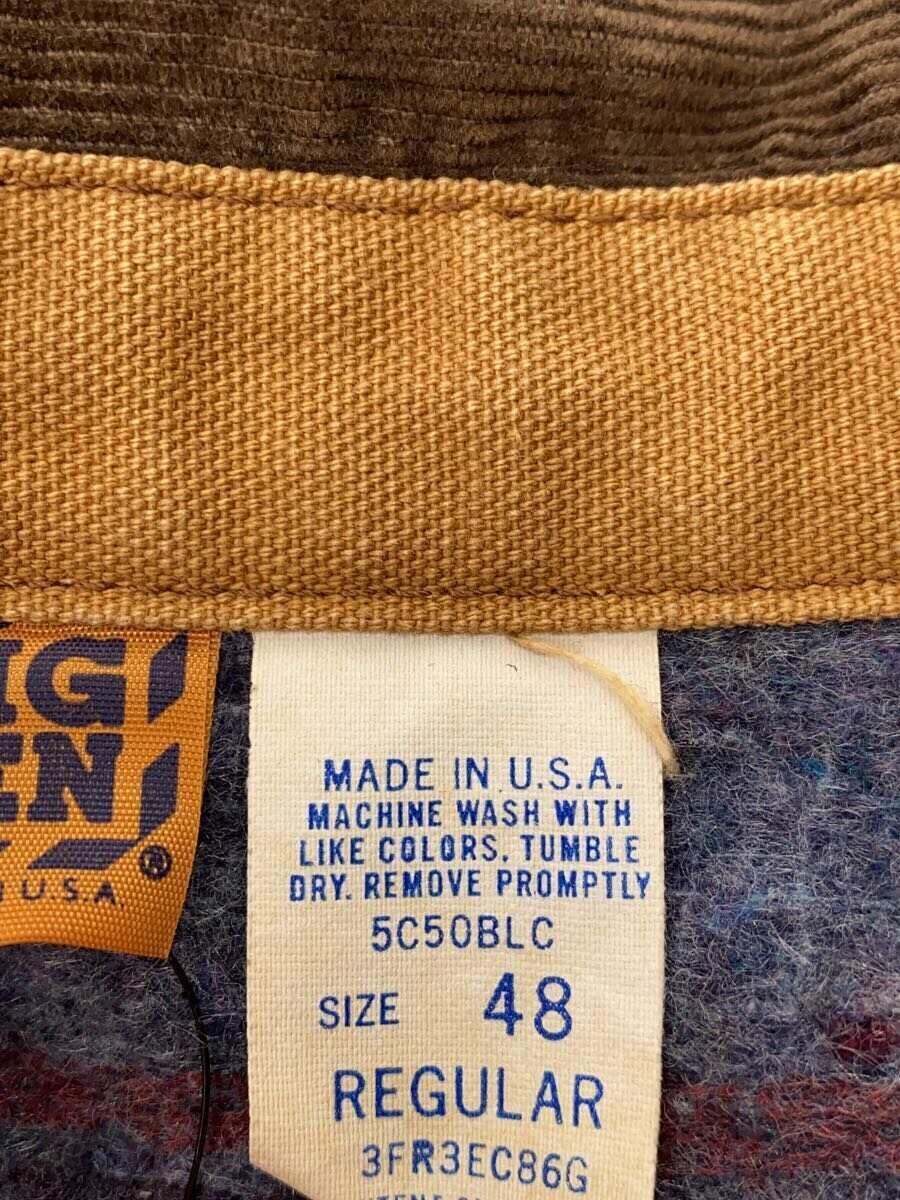 U.S.A.
®
MADE IN U.S.A.
MACHINE WASH WITH
LIKE COLORS. TUMBLE
DRY. REMOVE PROMPTLY
5C50BLC
SIZE 48
REGULAR
3FR3EC86G